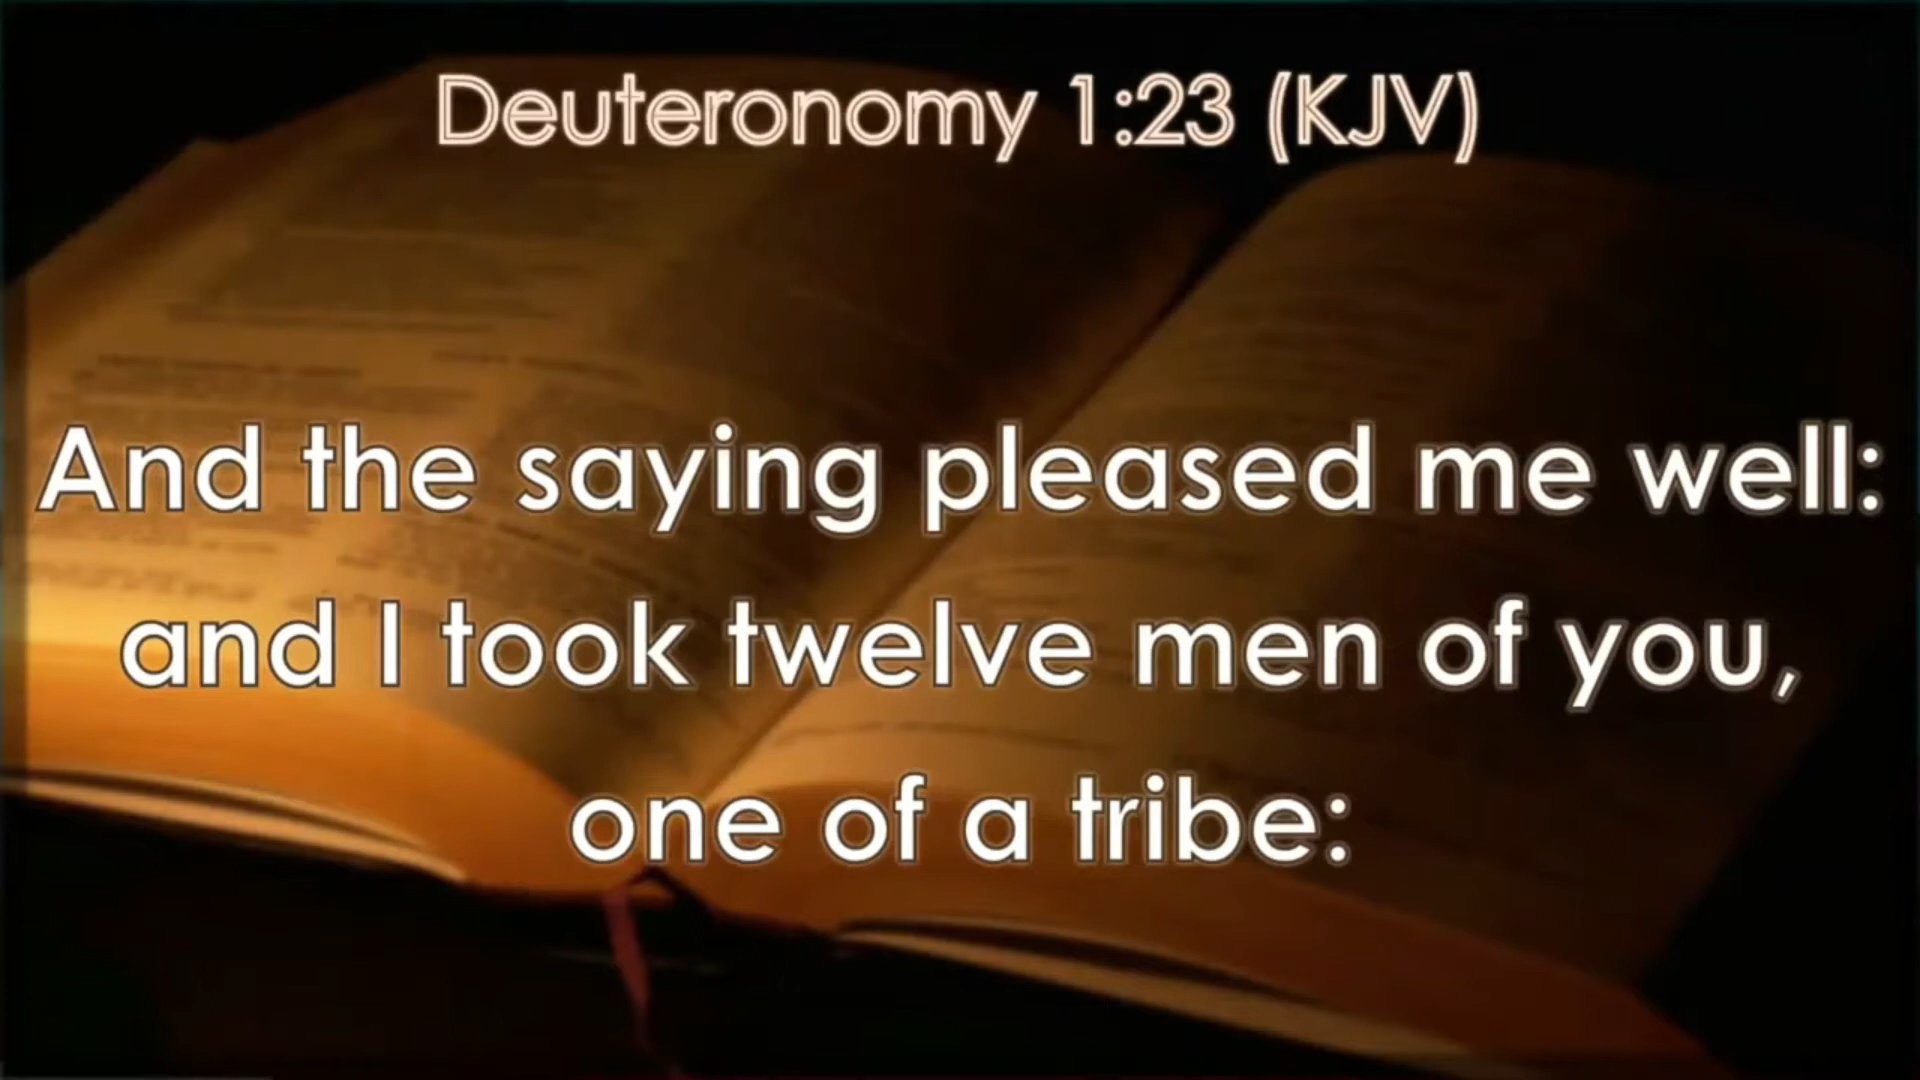 Deuteronomy 1:23 (KJV)
And the saying pleased me well:
and I took twelve men of you,
one of a tribe: